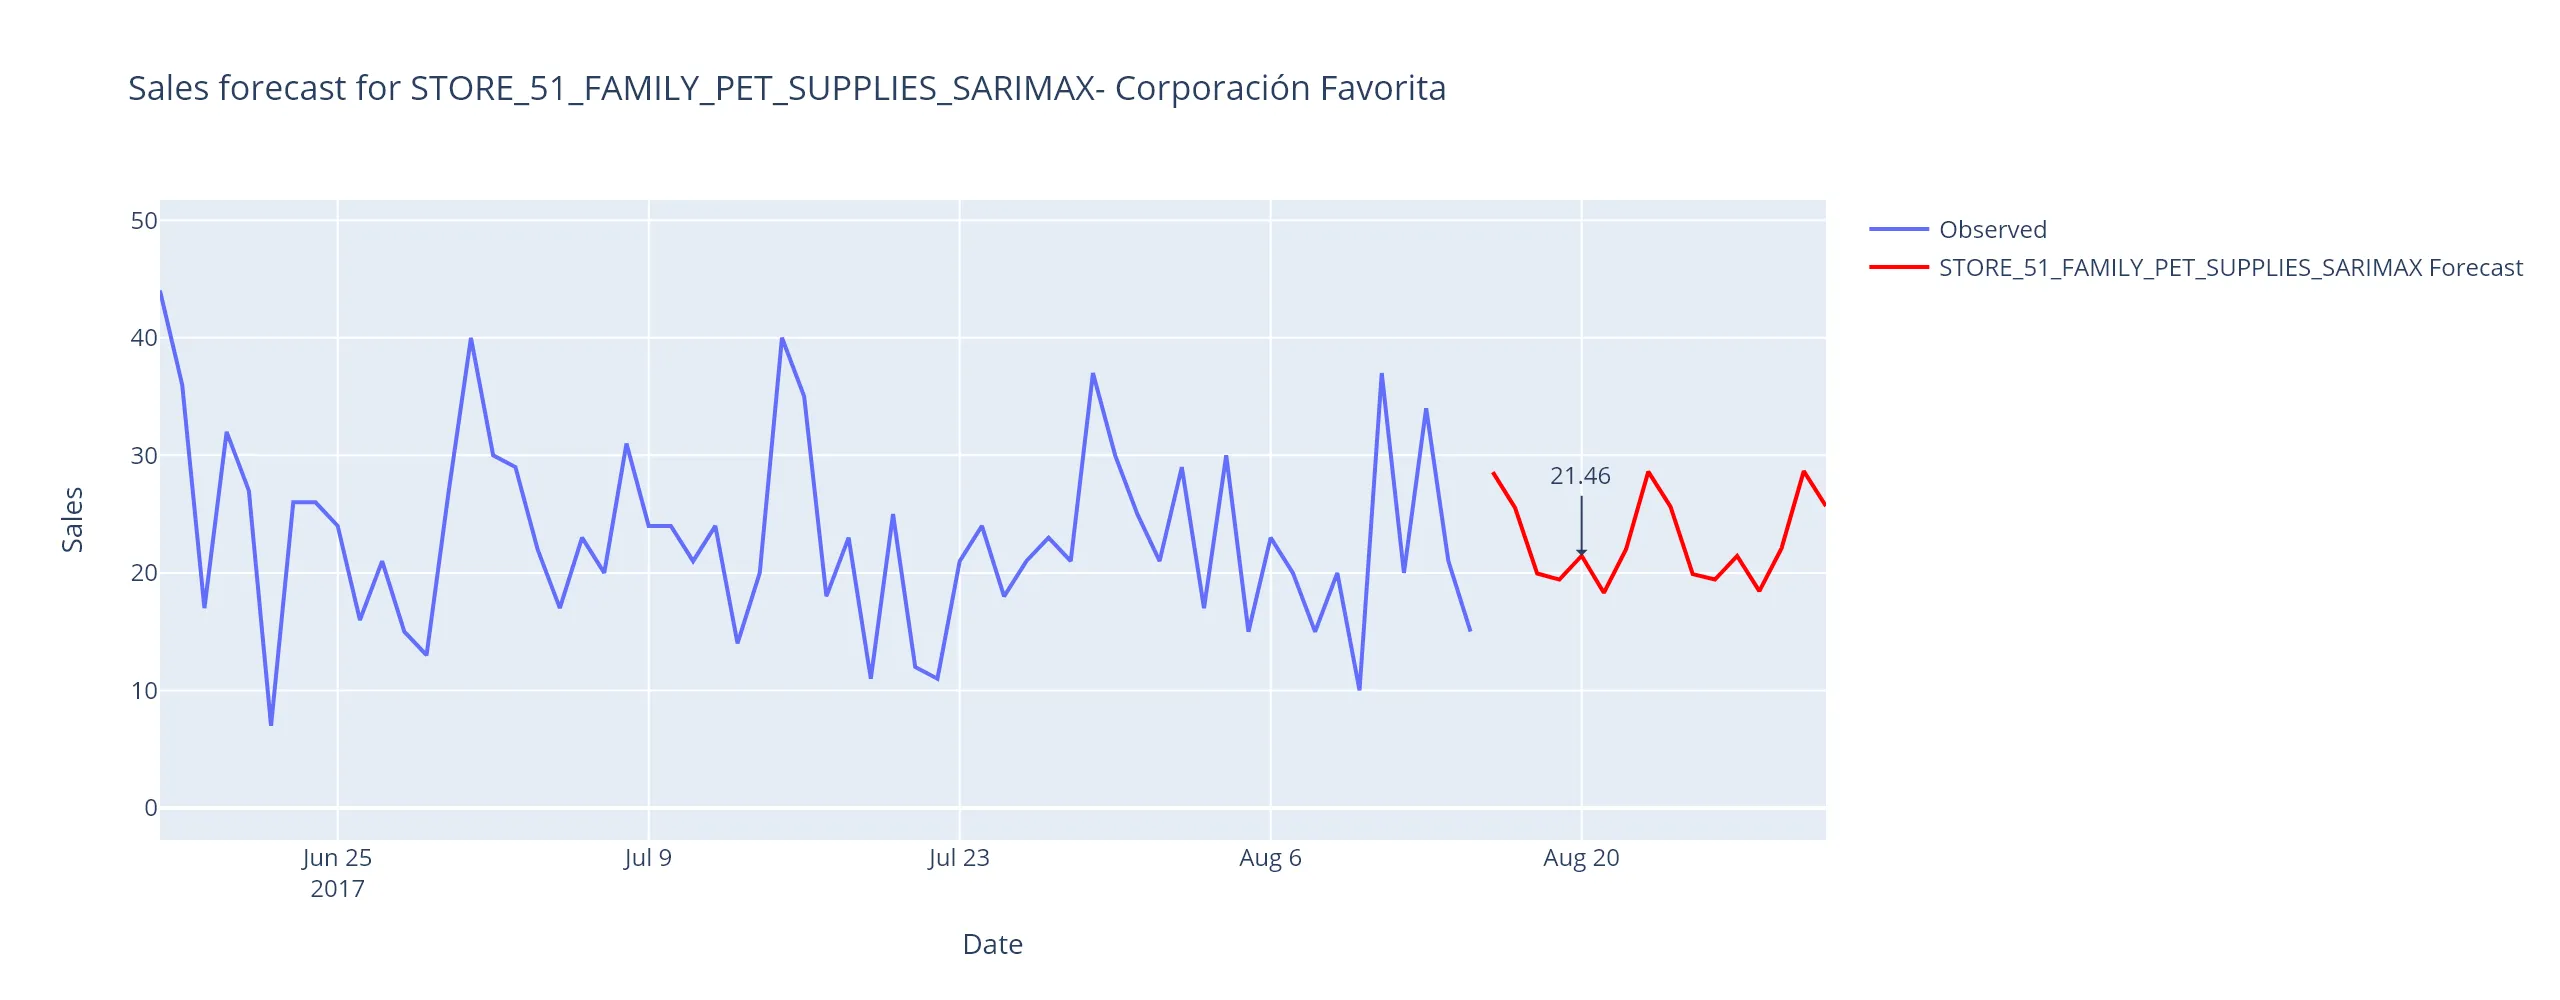 Sales forecast for STORE_51_FAMILY_PET_SUPPLIES_SARIMAX- Corporación Favorita
50
40
30
20
10
0
Sales
21.46
Jun 25
2017
Jul 9
Jul 23
Aug 6
Aug 20
Date
Observed
STORE_51_FAMILY_PET_SUPPLIES_SARIMAX Forecast